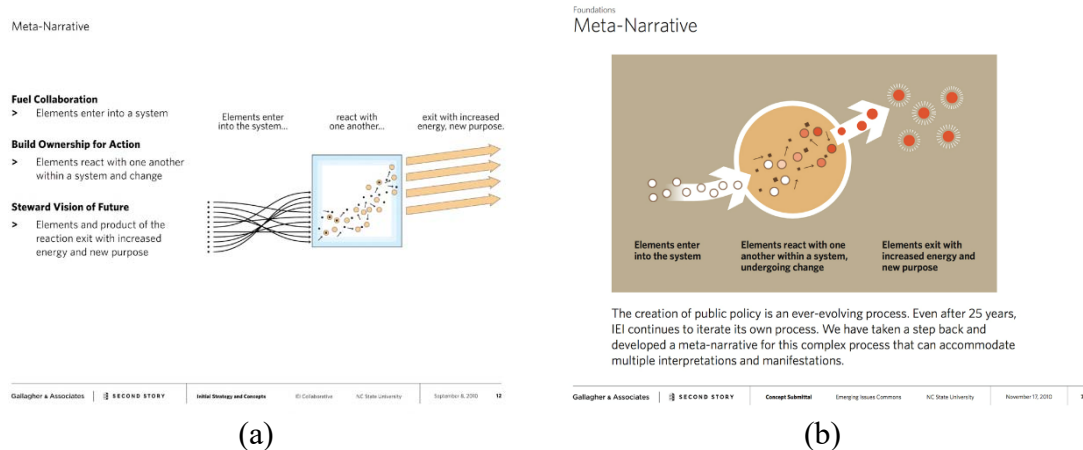 Meta-Narrative
Fuel Collaboration
> Elements enter into a system
Build Ownership for Action
> Elements react with one another
within a system and change
Steward Vision of Future
> Elements and product of the
reaction exit with increased
energy and new purpose
Elements enter
into the system...
react with
one another...
exit with increased
energy, new purpose.
Gallagher & Associates | SECOND STORY Initial Strategy and Concepts IEI Collaborative NC State University September 8, 2010 12
(a)
Foundations
Meta-Narrative
Elements enter
into the system
Elements react with one
another within a system,
undergoing change
Elements exit with
increased energy and
new purpose
The creation of public policy is an ever-evolving process. Even after 25 years,
IEI continues to iterate its own process. We have taken a step back and
developed a meta-narrative for this complex process that can accommodate
multiple interpretations and manifestations.
Gallagher & Associates | SECOND STORY Concept Submittal Emerging Issues Commons NC State University November 17, 2010
(b)